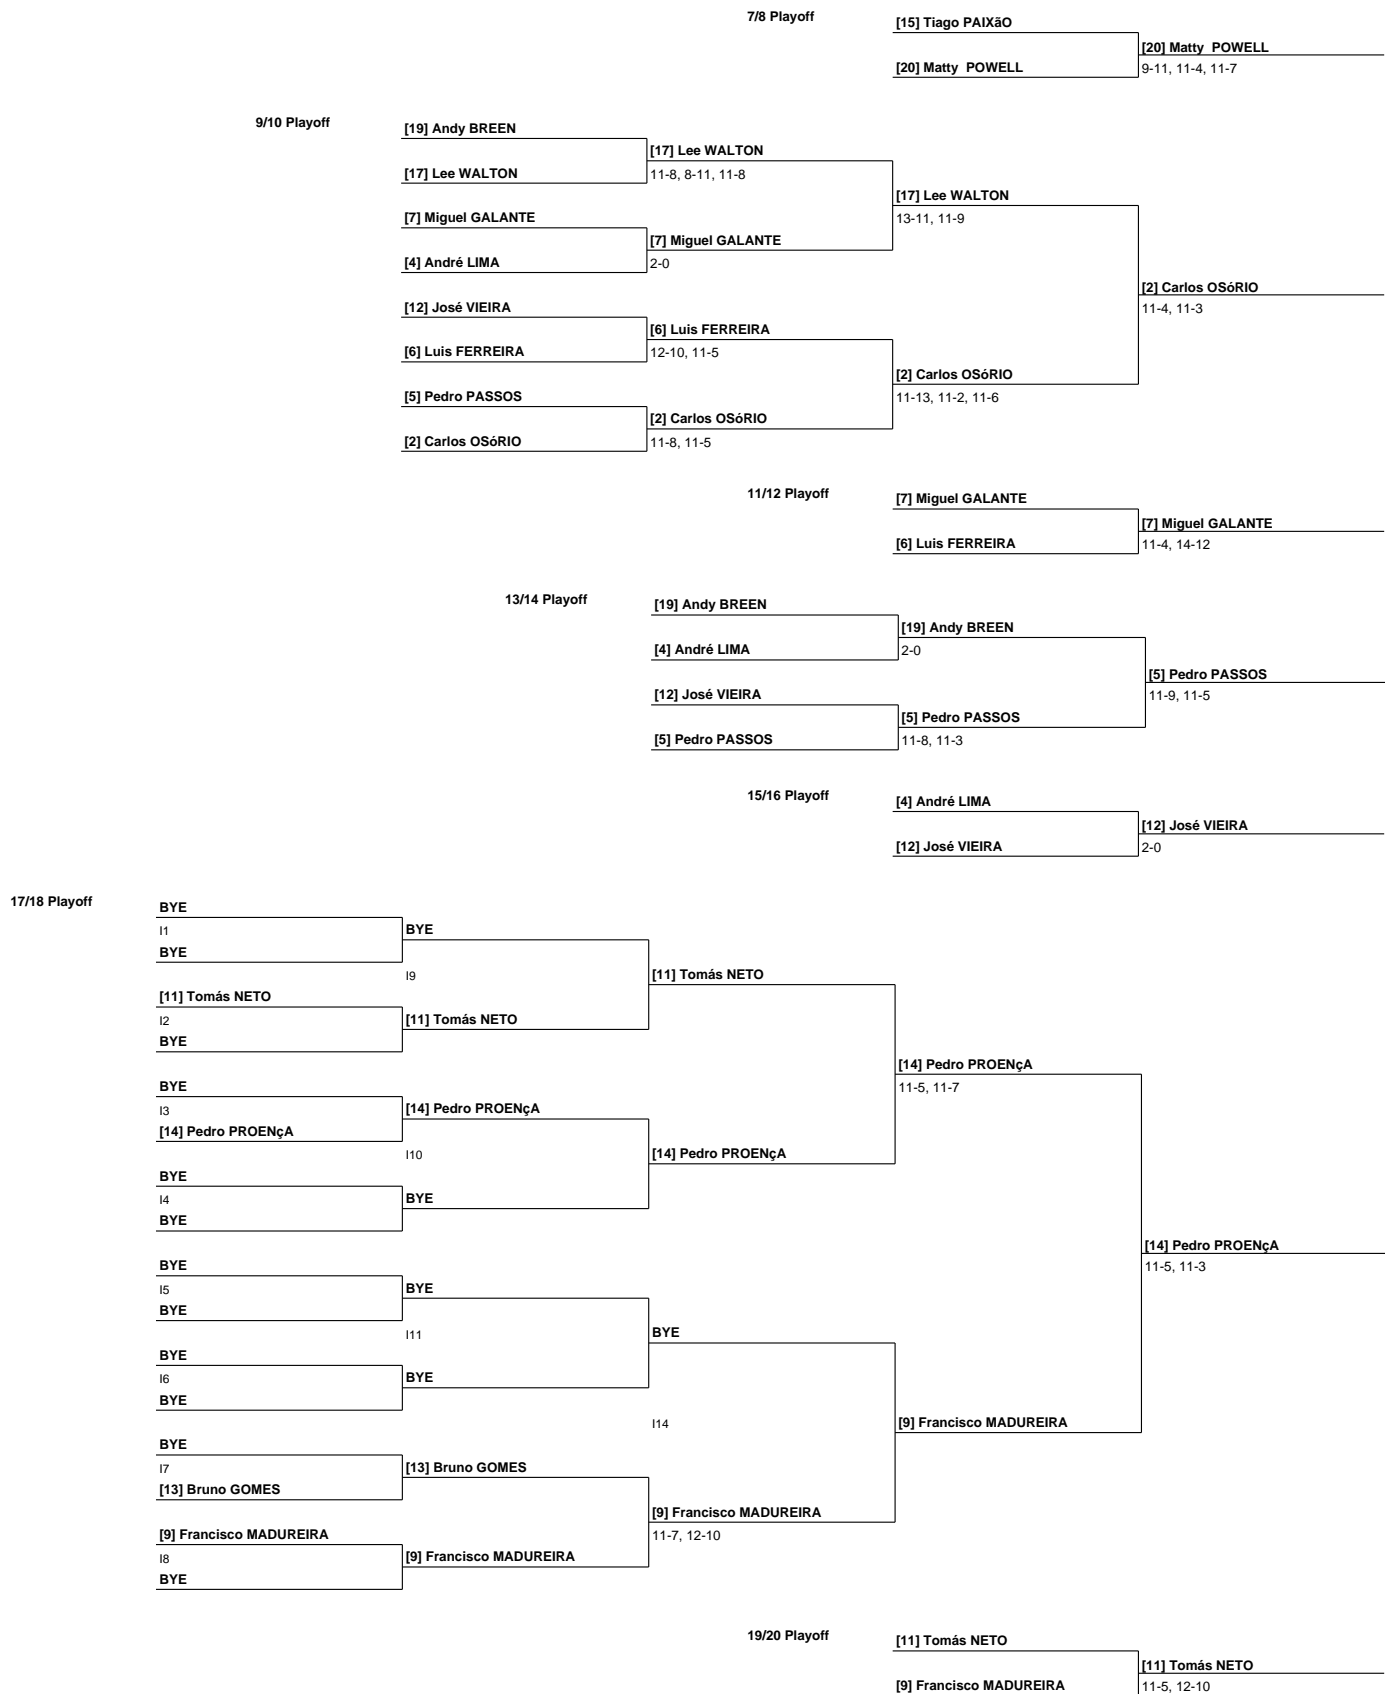 7/8 Playoff
[15] Tiago PAIXãO
[20] Matty POWELL
[20] Matty POWELL
9-11, 11-4, 11-7
9/10 Playoff
[19] Andy BREEN
[17] Lee WALTON
[17] Lee WALTON
11-8, 8-11, 11-8
[17] Lee WALTON
13-11, 11-9
[7] Miguel GALANTE
[7] Miguel GALANTE
[4] André LIMA
2-0
[2] Carlos OSóRIO
11-4, 11-3
[12] José VIEIRA
[6] Luis FERREIRA
[6] Luis FERREIRA
12-10, 11-5
[2] Carlos OSóRIO
11-13, 11-2, 11-6
[5] Pedro PASSOS
[2] Carlos OSóRIO
[2] Carlos OSóRIO
11-8, 11-5
11/12 Playoff
[7] Miguel GALANTE
[7] Miguel GALANTE
[6] Luis FERREIRA
11-4, 14-12
13/14 Playoff
[19] Andy BREEN
[19] Andy BREEN
[4] André LIMA
2-0
[5] Pedro PASSOS
11-9, 11-5
[12] José VIEIRA
[5] Pedro PASSOS
[5] Pedro PASSOS
11-8, 11-3
15/16 Playoff
[4] André LIMA
[12] José VIEIRA
[12] José VIEIRA
2-0
17/18 Playoff
BYE
I1
BYE
BYE
I9
[11] Tomás NETO
[11] Tomás NETO
I2
[11] Tomás NETO
BYE
[14] Pedro PROENçA
11-5, 11-7
BYE
I3
[14] Pedro PROENçA
[14] Pedro PROENçA
I10
[14] Pedro PROENçA
BYE
I4
BYE
BYE
[14] Pedro PROENçA
11-5, 11-3
BYE
I5
BYE
BYE
I11
BYE
BYE
I6
BYE
BYE
I14
[9] Francisco MADUREIRA
BYE
I7
[13] Bruno GOMES
[13] Bruno GOMES
[9] Francisco MADUREIRA
11-7, 12-10
[9] Francisco MADUREIRA
I8
[9] Francisco MADUREIRA
BYE
19/20 Playoff
[11] Tomás NETO
[11] Tomás NETO
[9] Francisco MADUREIRA
11-5, 12-10